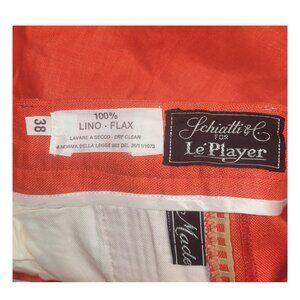 38
100%
LINO - FLAX
LAVARE A SECCO - DRY CLEAN
A NORMA DELLA LEGGE 883 DEL 26/11/1973
Schiatti & C
FOR
Le Player
Made